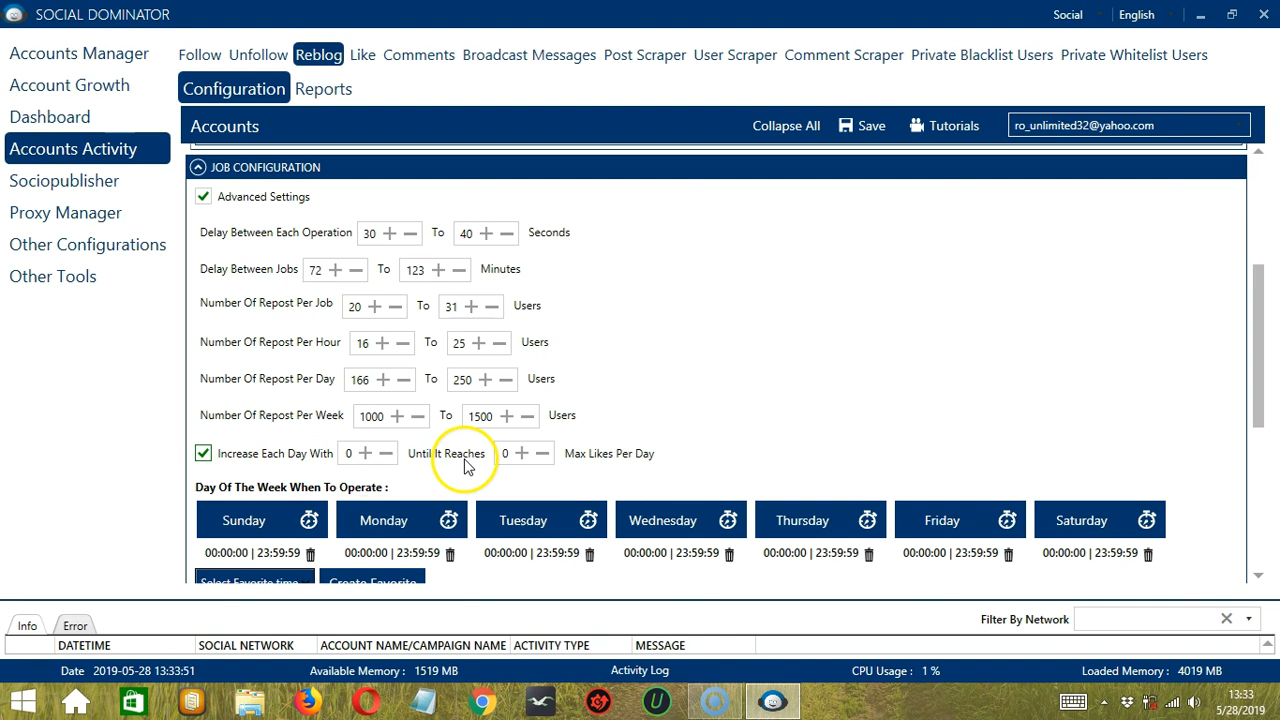 SOCIAL DOMINATOR
Social English
Accounts Manager
Account Growth
Dashboard
Accounts Activity
Sociopublisher
Proxy Manager
Other Configurations
Other Tools
Follow Unfollow Reblog Like Comments Broadcast Messages Post Scraper User Scraper Comment Scraper Private Blacklist Users Private Whitelist Users
Configuration Reports
Accounts Collapse All Save Tutorials ro_unlimited32@yahoo.com
JOB CONFIGURATION
Advanced Settings
Delay Between Each Operation 30 To 40 Seconds
Delay Between Jobs 72 To 123 Minutes
Number Of Repost Per Job 20 To 31 Users
Number Of Repost Per Hour 16 To 25 Users
Number Of Repost Per Day 166 To 250 Users
Number Of Repost Per Week 1000 To 1500 Users
Increase Each Day With 0 Until It Reaches 0 Max Likes Per Day
Day Of The Week When To Operate :
Sunday Monday Tuesday Wednesday Thursday Friday Saturday
00:00:00 | 23:59:59 00:00:00 | 23:59:59 00:00:00 | 23:59:59 00:00:00 | 23:59:59 00:00:00 | 23:59:59 00:00:00 | 23:59:59 00:00:00 | 23:59:59
Select Favorite time Create Favorite
Info Error Filter By Network
DATETIME SOCIAL NETWORK ACCOUNT NAME/CAMPAIGN NAME ACTIVITY TYPE MESSAGE
Date 2019-05-28 13:33:51 Available Memory : 1519 MB Activity Log CPU Usage : 1 % Loaded Memory : 4019 MB
13:33
5/28/2019